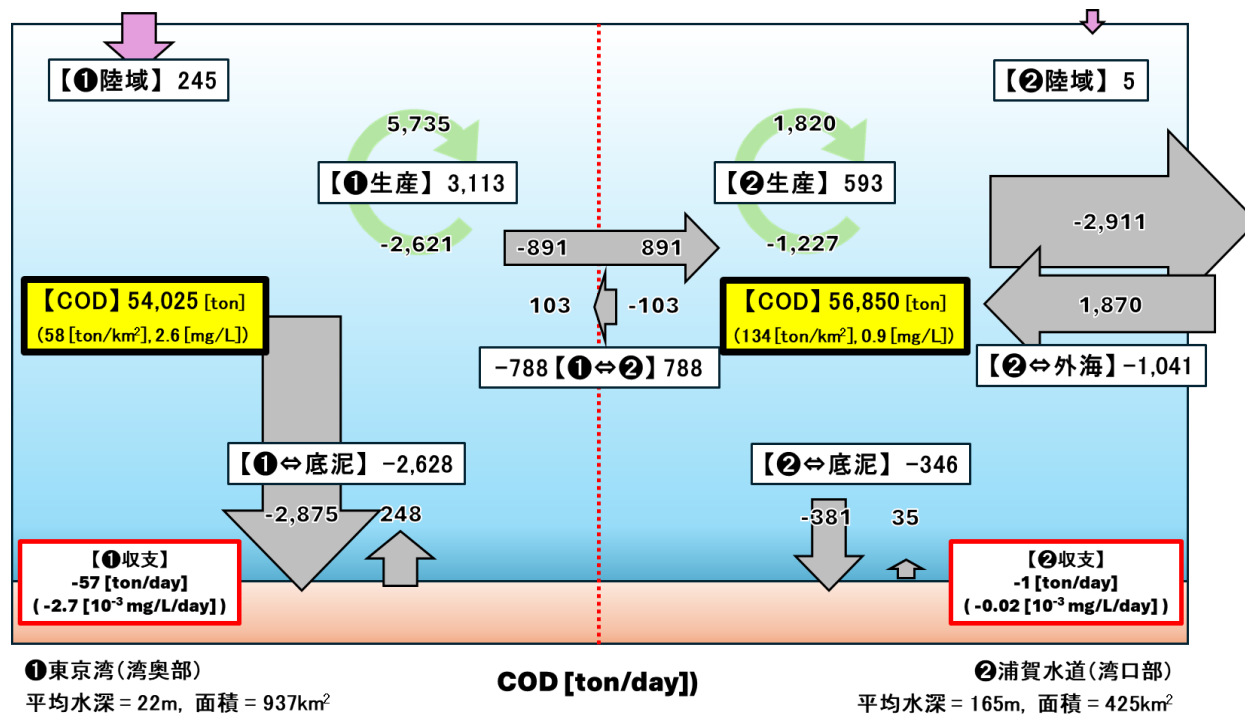 【❶陸域】 245
【❷陸域】 5
5,735
【❶生産】 3,113
-2,621
1,820
【❷生産】 593
-1,227
-891 891
103 -103
-788【❶⇔❷】788
-2,911
1,870
【❷⇔外海】-1,041
【COD】54,025 [ton]
(58 [ton/km²], 2.6 [mg/L])
【COD】56,850 [ton]
(134 [ton/km²], 0.9 [mg/L])
【❶⇔底泥】-2,628
-2,875 248
【❷⇔底泥】-346
-381 35
【❶収支】
-57 [ton/day]
( -2.7 [10⁻³ mg/L/day] )
【❷収支】
-1 [ton/day]
( -0.02 [10⁻³ mg/L/day] )
❶東京湾(湾奥部)
平均水深=22m, 面積=937km²
COD [ton/day])
❷浦賀水道(湾口部)
平均水深=165m, 面積=425km²